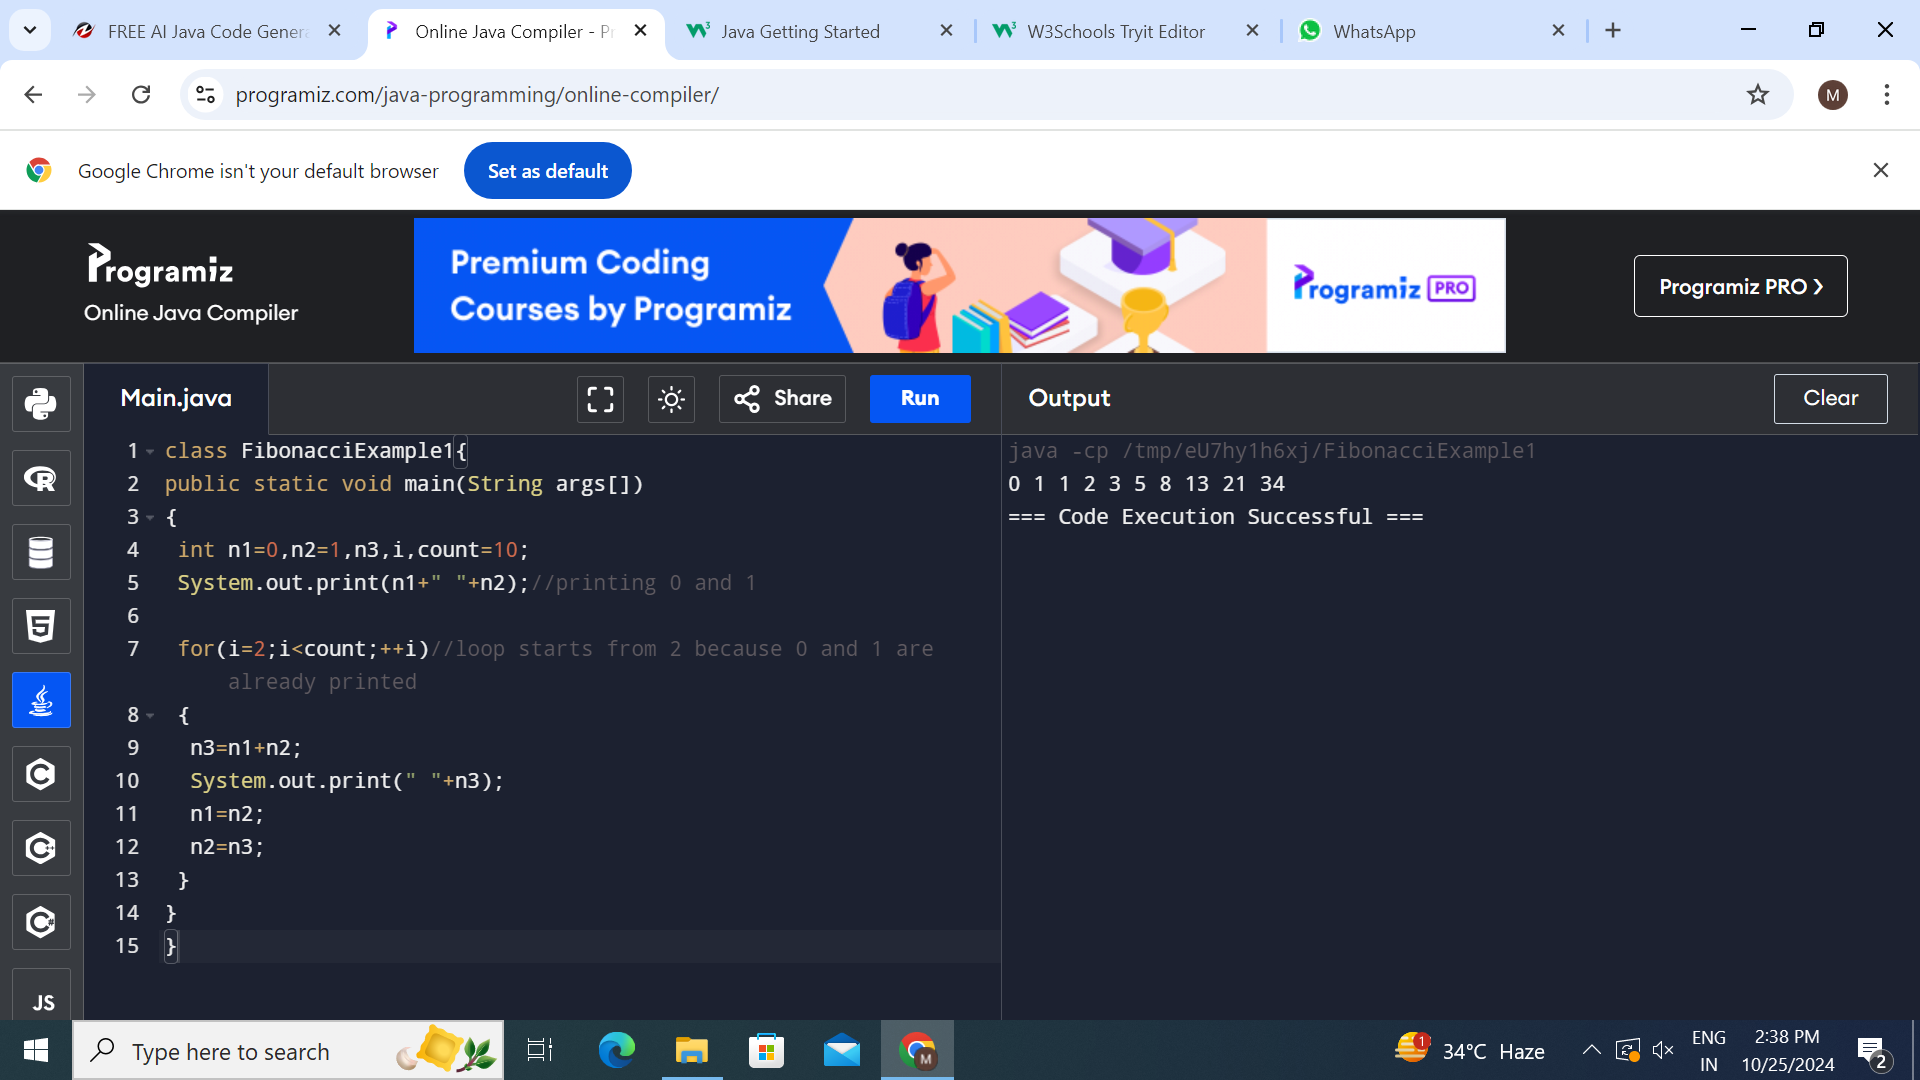 FREE AI Java Code Genera
Online Java Compiler - Pr
Java Getting Started
W3Schools Tryit Editor
WhatsApp
programiz.com/java-programming/online-compiler/
M
Google Chrome isn't your default browser
Set as default
Programiz
Online Java Compiler
Premium Coding
Courses by Programiz
Programiz PRO
Programiz PRO ❯
Main.java
Share
Run
Output
Clear
1 class FibonacciExample1{
2 public static void main(String args[])
3 {
4 int n1=0,n2=1,n3,i,count=10;
5 System.out.print(n1+" "+n2);//printing 0 and 1
6
7 for(i=2;i<count;++i)//loop starts from 2 because 0 and 1 are
already printed
8 {
9 n3=n1+n2;
10 System.out.print(" "+n3);
11 n1=n2;
12 n2=n3;
13 }
14 }
15 }
java -cp /tmp/eU7hy1h6xj/FibonacciExample1
0 1 1 2 3 5 8 13 21 34
=== Code Execution Successful ===
R
5
C
C++
C#
JS
Type here to search
M
1
34°C Haze
ENG
IN
2:38 PM
10/25/2024
2